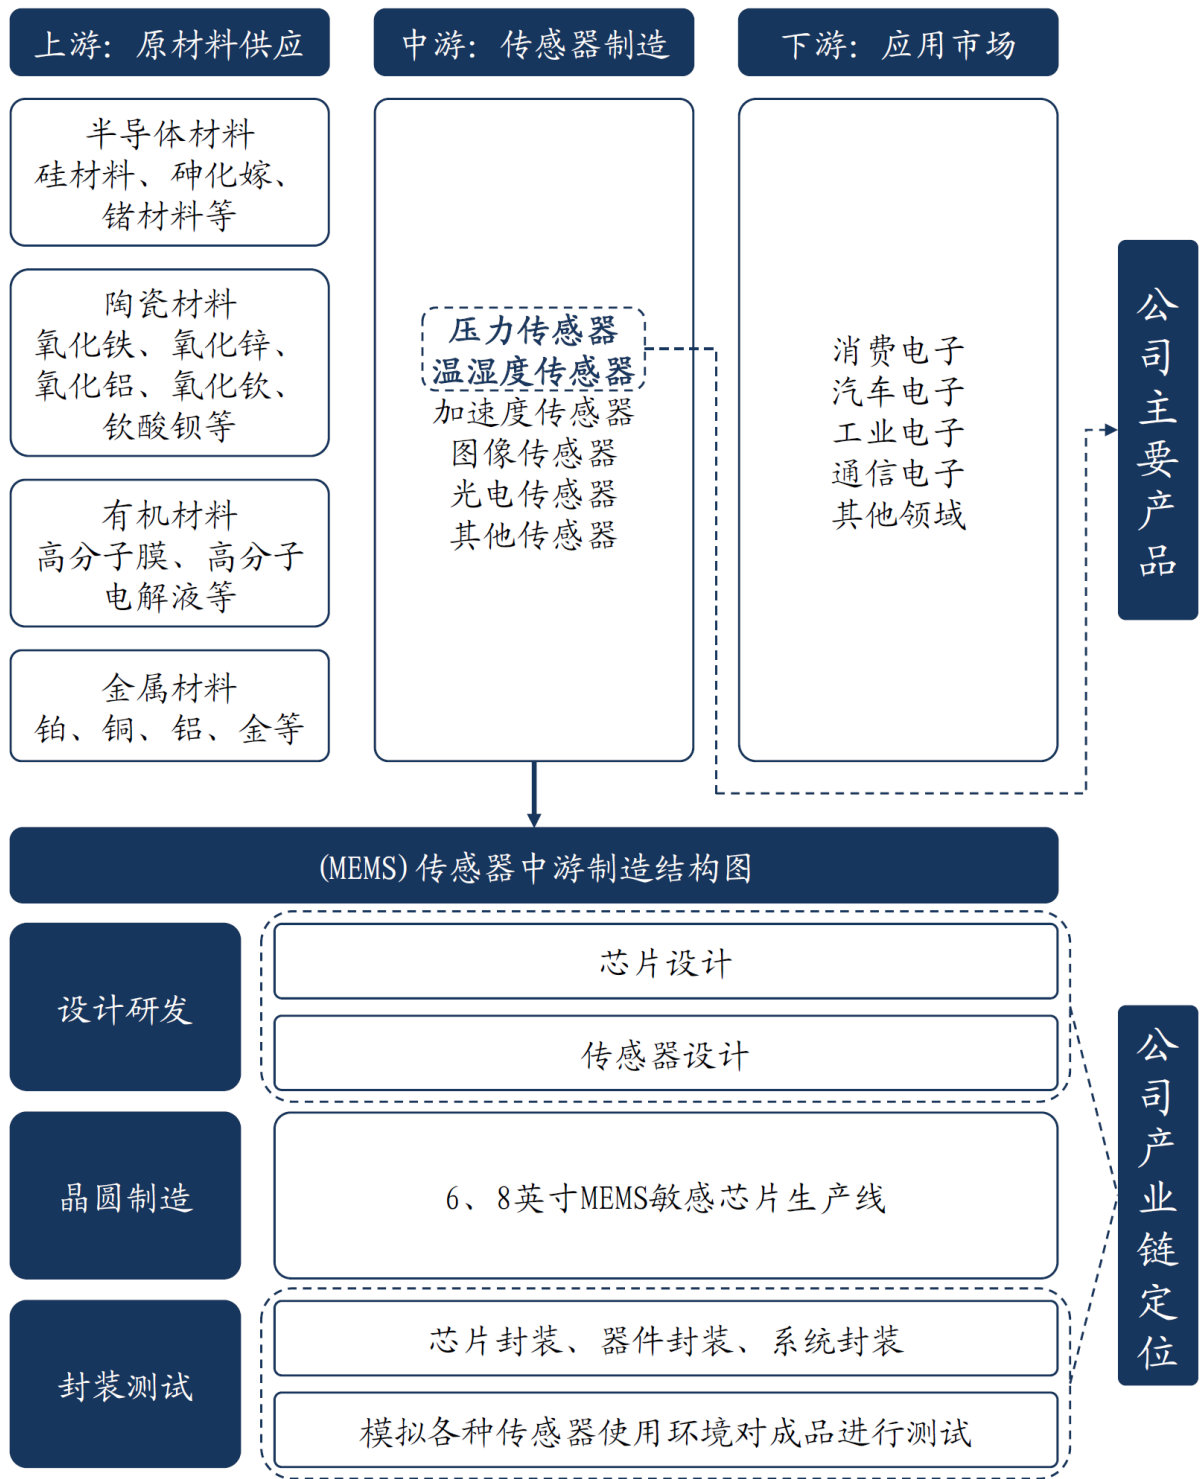 上游：原材料供应
中游：传感器制造
下游：应用市场
半导体材料
硅材料、砷化嫁、
锗材料等
陶瓷材料
氧化铁、氧化锌、
氧化铝、氧化钦、
钦酸钡等
有机材料
高分子膜、高分子
电解液等
金属材料
铂、铜、铝、金等
压力传感器
温湿度传感器
加速度传感器
图像传感器
光电传感器
其他传感器
消费电子
汽车电子
工业电子
通信电子
其他领域
公司主要产品
(MEMS)传感器中游制造结构图
设计研发
芯片设计
传感器设计
晶圆制造
6、8英寸MEMS敏感芯片生产线
封装测试
芯片封装、器件封装、系统封装
模拟各种传感器使用环境对成品进行测试
公司产业链定位